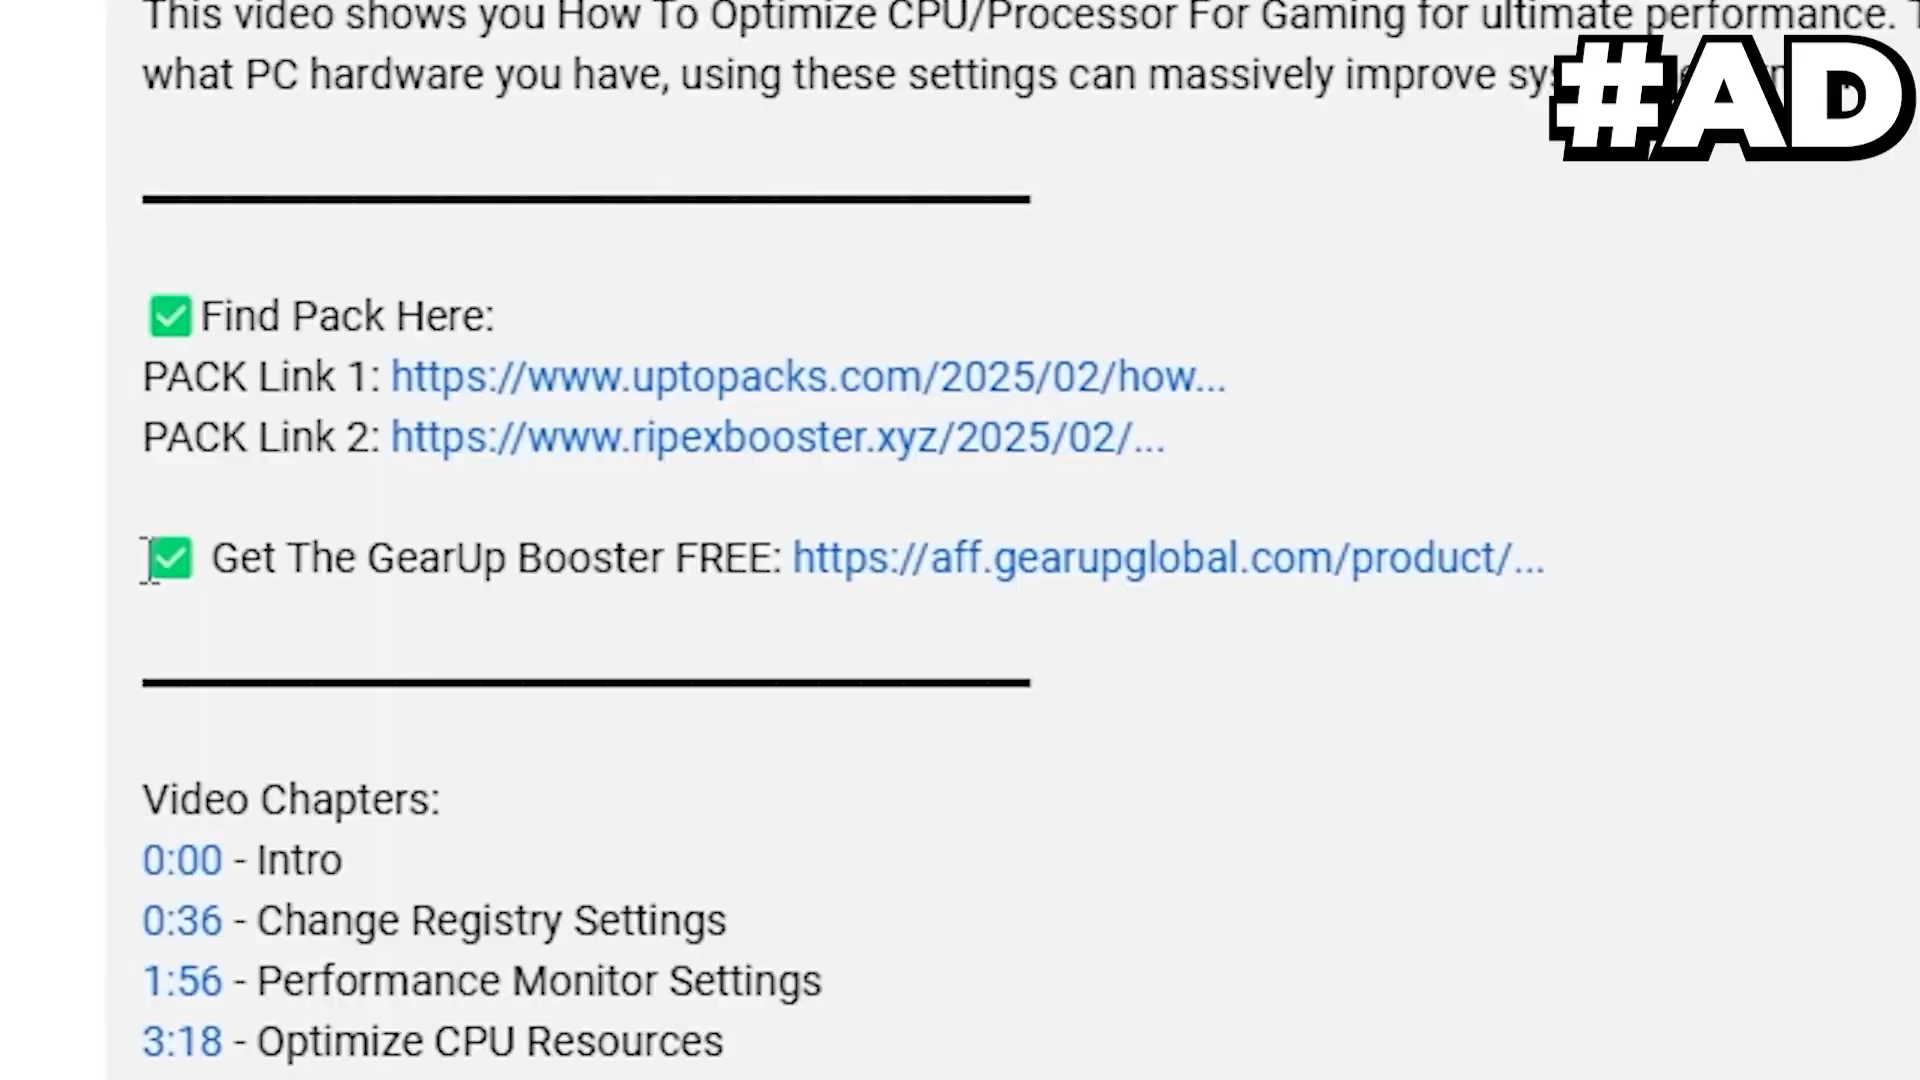 This video shows you How To Optimize CPU/Processor For Gaming for ultimate performance.
what PC hardware you have, using these settings can massively improve
#AD
✅Find Pack Here:
PACK Link 1: https://www.uptopacks.com/2025/02/how...
PACK Link 2: https://www.ripexbooster.xyz/2025/02/...
✅ Get The GearUp Booster FREE: https://aff.gearupglobal.com/product/...
Video Chapters:
0:00 - Intro
0:36 - Change Registry Settings
1:56 - Performance Monitor Settings
3:18 - Optimize CPU Resources